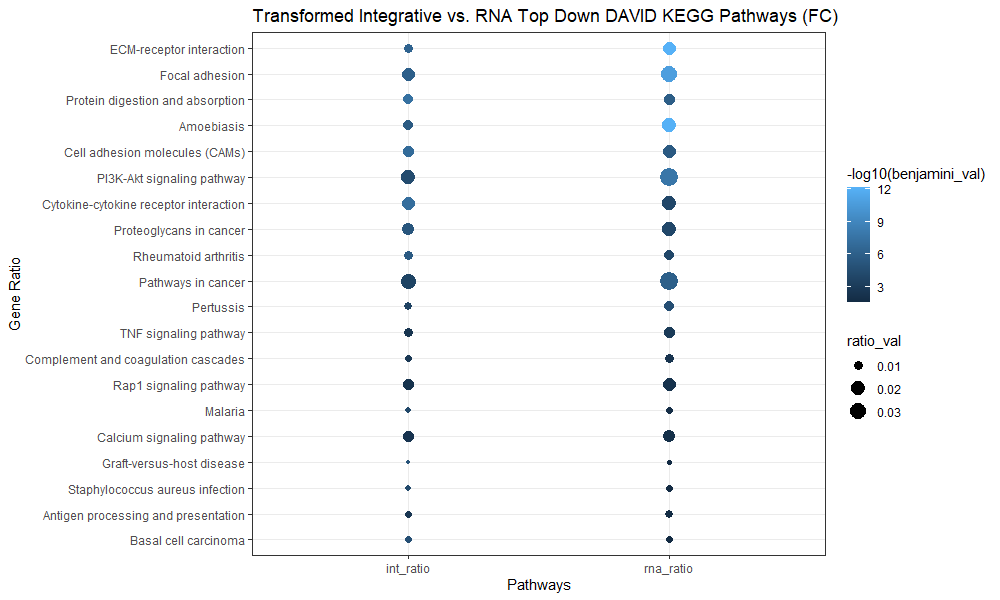 Transformed Integrative vs. RNA Top Down DAVID KEGG Pathways (FC)
ECM-receptor interaction
Focal adhesion
Protein digestion and absorption
Amoebiasis
Cell adhesion molecules (CAMs)
PI3K-Akt signaling pathway
Cytokine-cytokine receptor interaction
Proteoglycans in cancer
Rheumatoid arthritis
Pathways in cancer
Pertussis
TNF signaling pathway
Complement and coagulation cascades
Rap1 signaling pathway
Malaria
Calcium signaling pathway
Graft-versus-host disease
Staphylococcus aureus infection
Antigen processing and presentation
Basal cell carcinoma
Gene Ratio
int_ratio
rna_ratio
Pathways
-log10(benjamini_val)
12
9
6
3
ratio_val
0.01
0.02
0.03